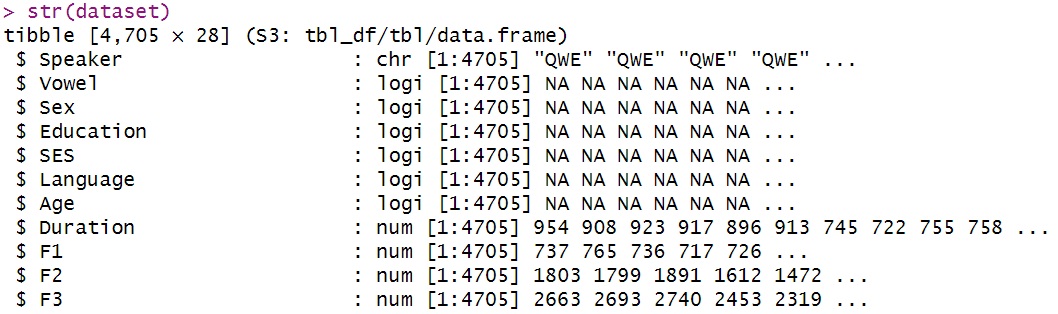 > str(dataset)
tibble [4,705 × 28] (S3: tbl_df/tbl/data.frame)
 $ Speaker                 : chr [1:4705] "QWE" "QWE" "QWE" "QWE" ...
 $ Vowel                   : logi [1:4705] NA NA NA NA NA NA ...
 $ Sex                     : logi [1:4705] NA NA NA NA NA NA ...
 $ Education               : logi [1:4705] NA NA NA NA NA NA ...
 $ SES                     : logi [1:4705] NA NA NA NA NA NA ...
 $ Language                : logi [1:4705] NA NA NA NA NA NA ...
 $ Age                     : logi [1:4705] NA NA NA NA NA NA ...
 $ Duration                : num [1:4705] 954 908 923 917 896 913 745 722 755 758 ...
 $ F1                      : num [1:4705] 737 765 736 717 726 ...
 $ F2                      : num [1:4705] 1803 1799 1891 1612 1472 ...
 $ F3                      : num [1:4705] 2663 2693 2740 2453 2319 ...